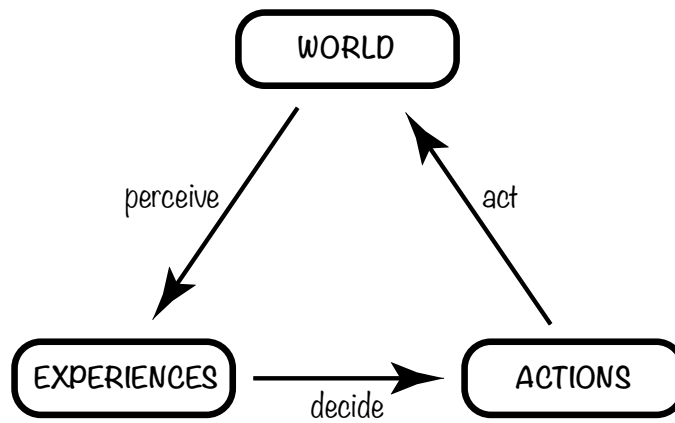 WORLD
perceive
act
EXPERIENCES
decide
ACTIONS